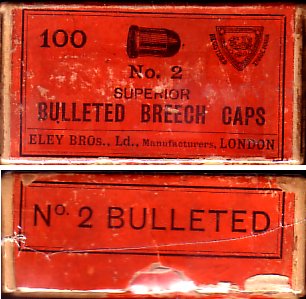 100
No. 2
SUPERIOR
BULLETED BREECH CAPS
ELEY BROS., LD., Manufacturers, LONDON
No. 2 BULLETED